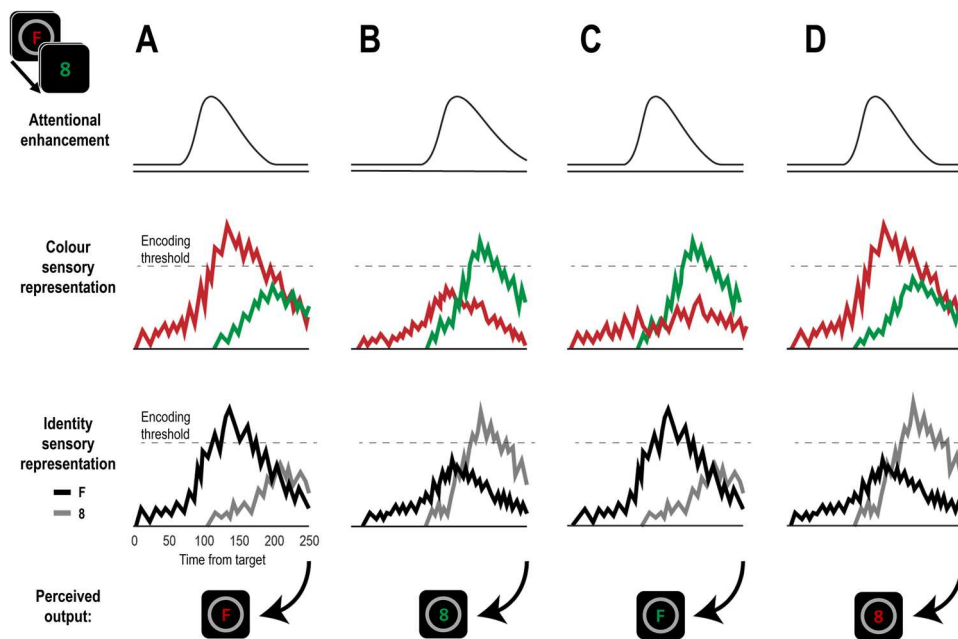 F
8
A
B
C
D
Attentional
enhancement
Colour
sensory
representation
Encoding
threshold
Identity
sensory
representation
F
8
Encoding
threshold
0 50 100 150 200 250
Time from target
Perceived
output:
F
8
F
8